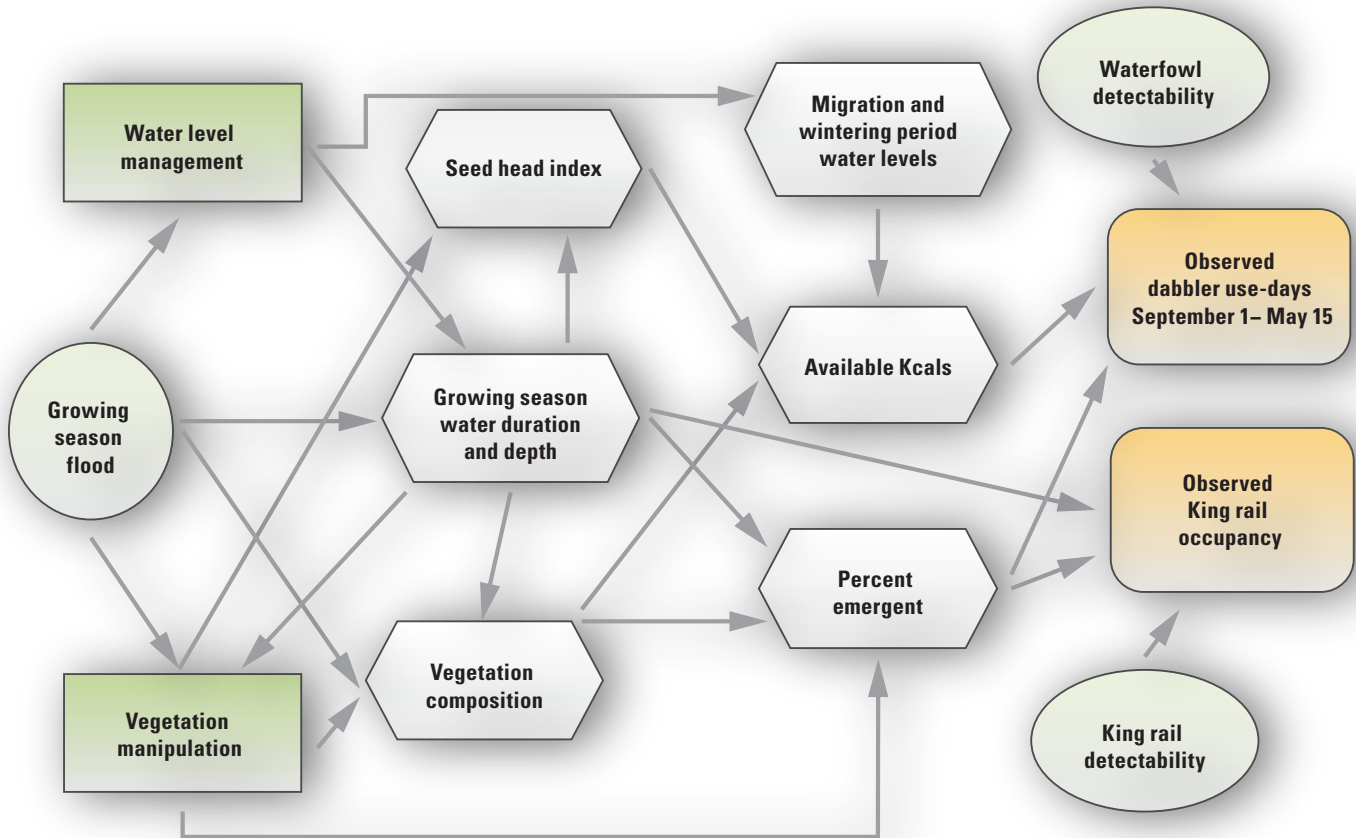 Waterfowl
detectability
Water level
management
Migration and
wintering period
water levels
Seed head index
Observed
dabbler use-days
September 1– May 15
Available Kcals
Growing
season
flood
Growing season
water duration
and depth
Observed
King rail
occupancy
Percent
emergent
Vegetation
composition
Vegetation
manipulation
King rail
detectability